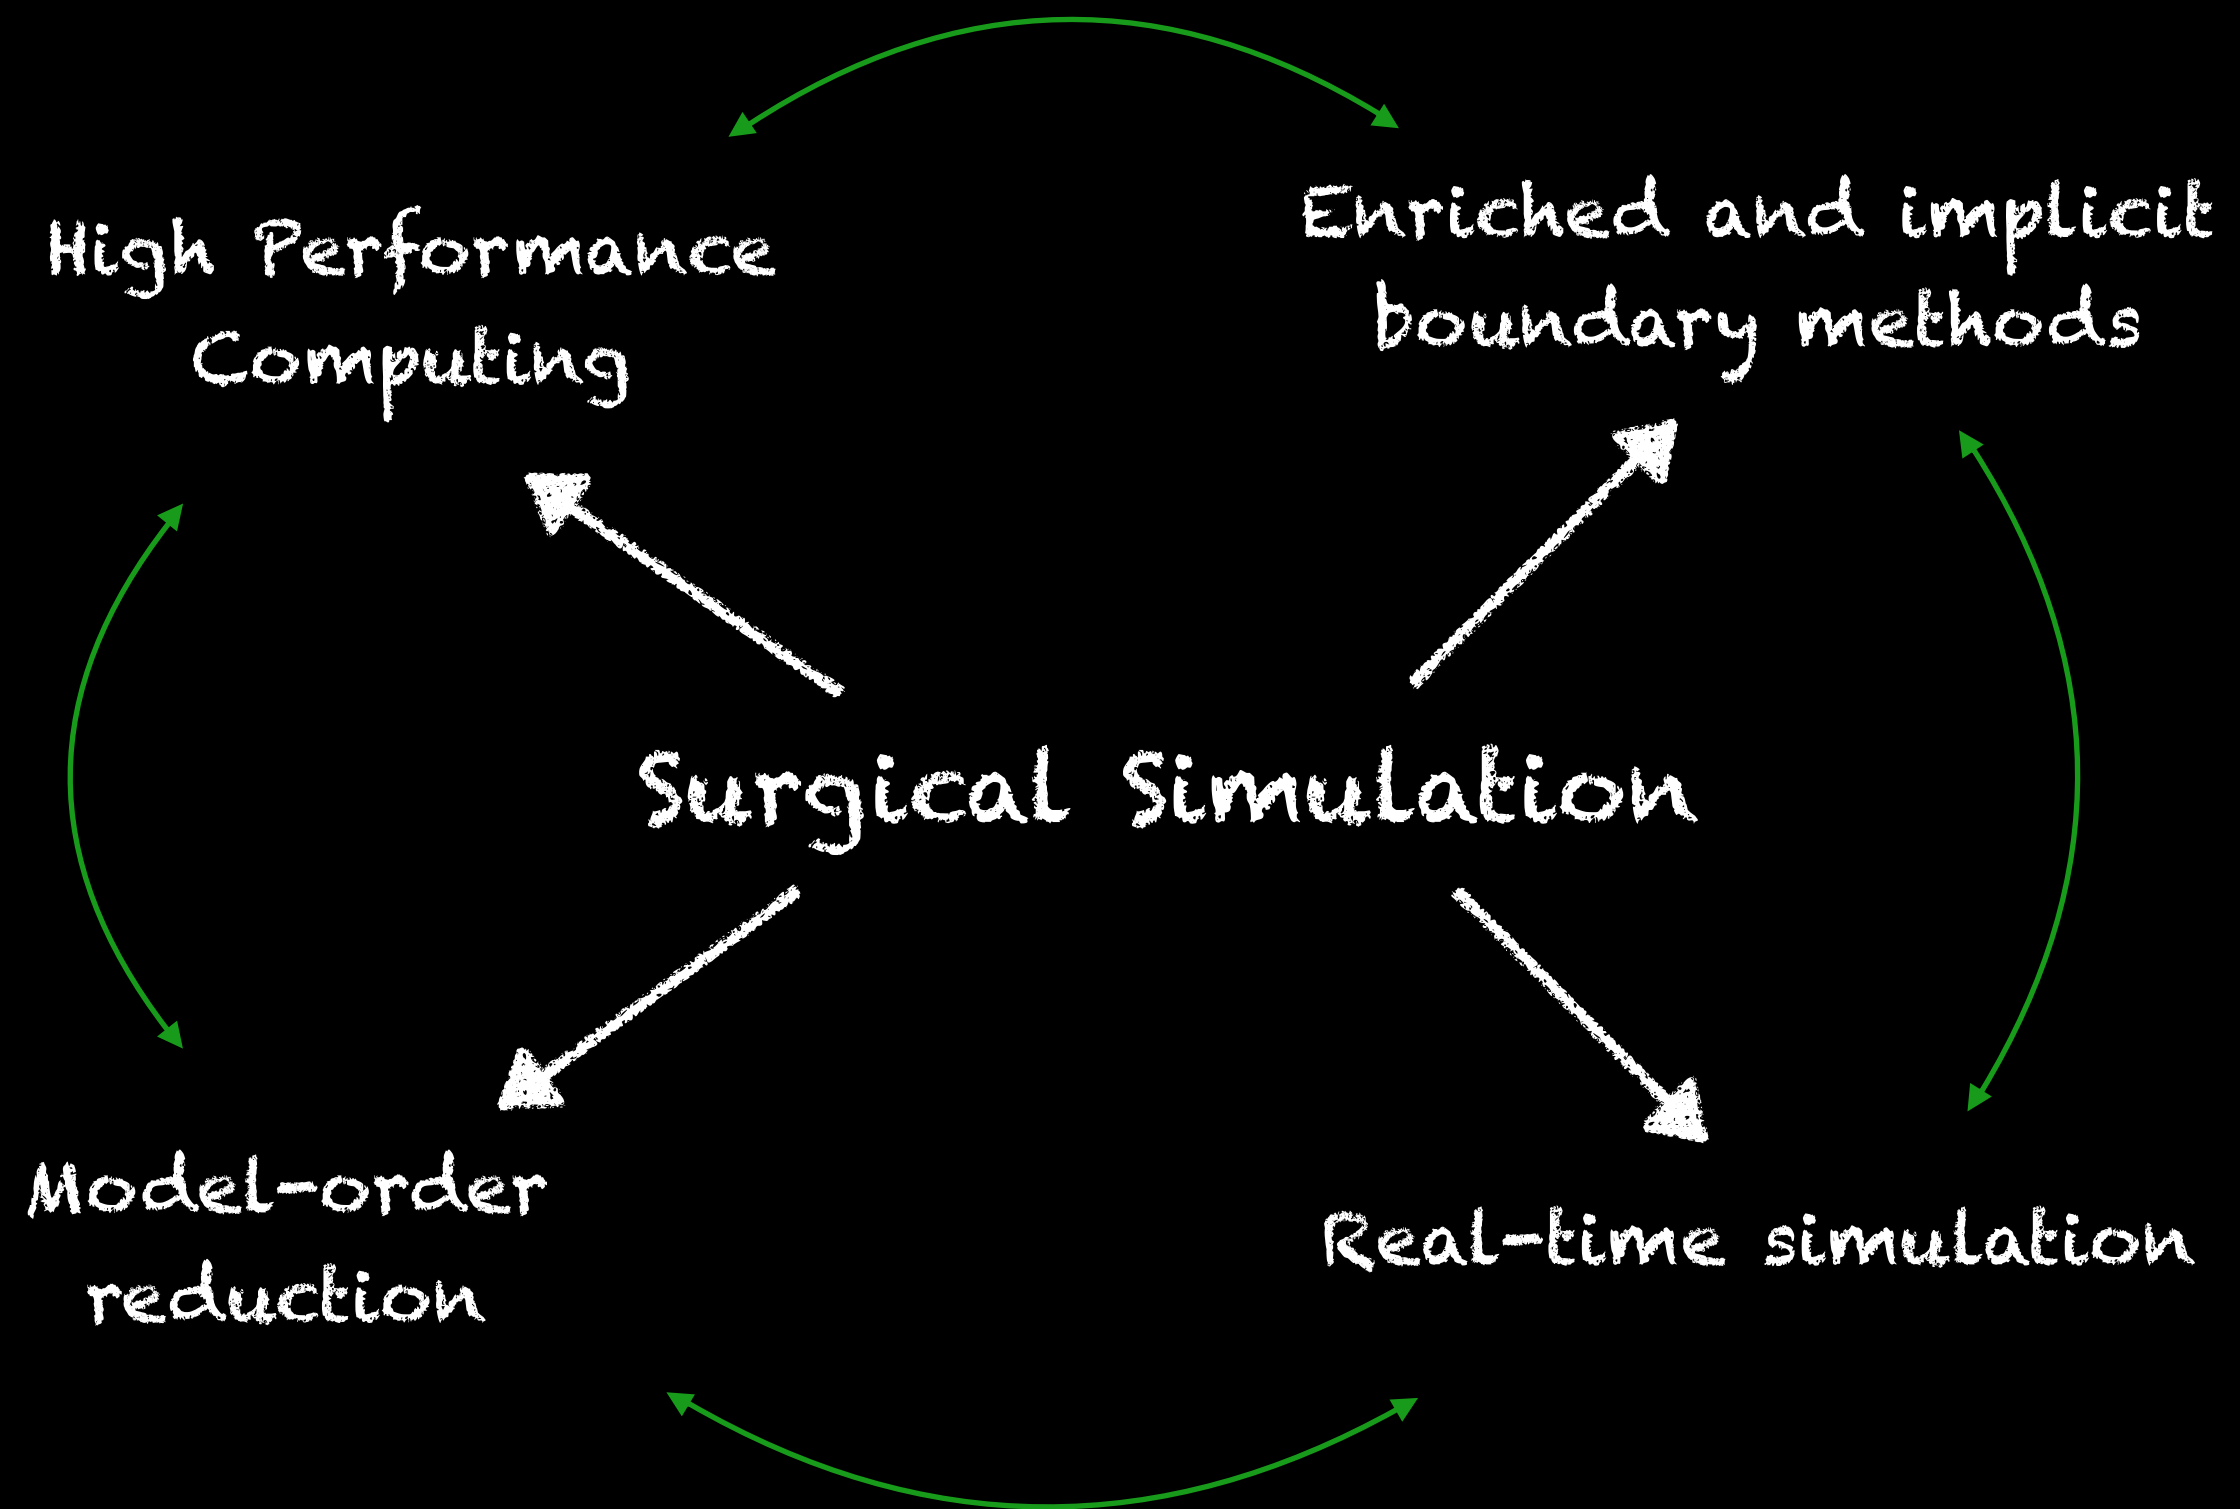 High Performance
Computing
Enriched and implicit
boundary methods
Surgical Simulation
Model-order
reduction
Real-time simulation